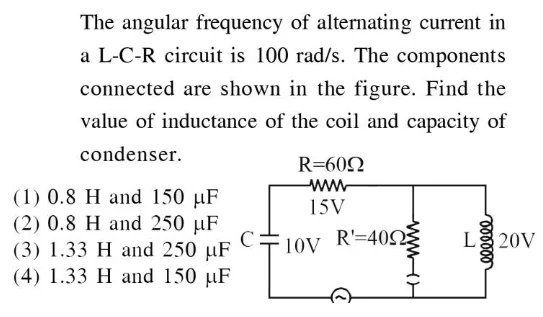 The angular frequency of alternating current in
a L-C-R circuit is 100 rad/s. The components
connected are shown in the figure. Find the
value of inductance of the coil and capacity of
condenser.
(1) 0.8 H and 150 μF
(2) 0.8 H and 250 μF
(3) 1.33 H and 250 μF
(4) 1.33 H and 150 μF
R=60Ω
15V
C
10V
R'=40Ω
L
20V